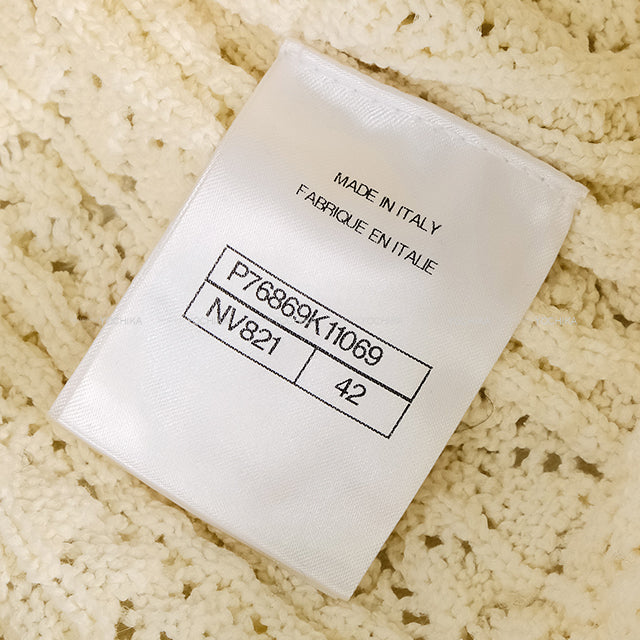 MADE IN ITALY
FABRIQUE EN ITALIE
P76869K11069
NV821 42